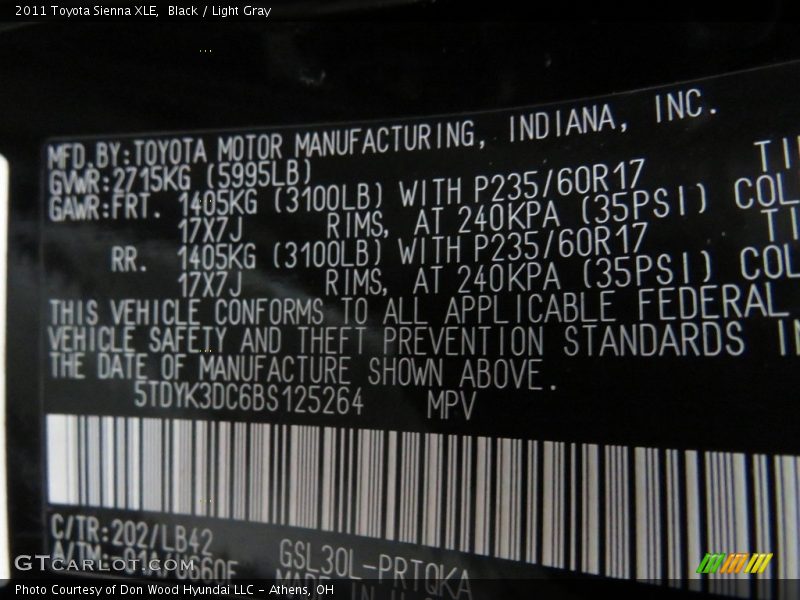 2011 Toyota Sienna XLE,  Black / Light Gray
MFD.BY:TOYOTA MOTOR MANUFACTURING, INDIANA, INC.
GVWR:2715KG (5995LB)
GAWR:FRT. 1405KG (3100LB) WITH P235/60R17 TI
17X7J RIMS, AT 240KPA (35PSI) COL
RR. 1405KG (3100LB) WITH P235/60R17 TI
17X7J RIMS, AT 240KPA (35PSI) COL
THIS VEHICLE CONFORMS TO ALL APPLICABLE FEDERAL
VEHICLE SAFETY AND THEFT PREVENTION STANDARDS IN
THE DATE OF MANUFACTURE SHOWN ABOVE.
5TDYK3DC6BS125264 MPV
C/TR:202/LB42
GSL30L-PRTQKA
GTCarLot.com
Photo Courtesy of Don Wood Hyundai LLC - Athens, OH